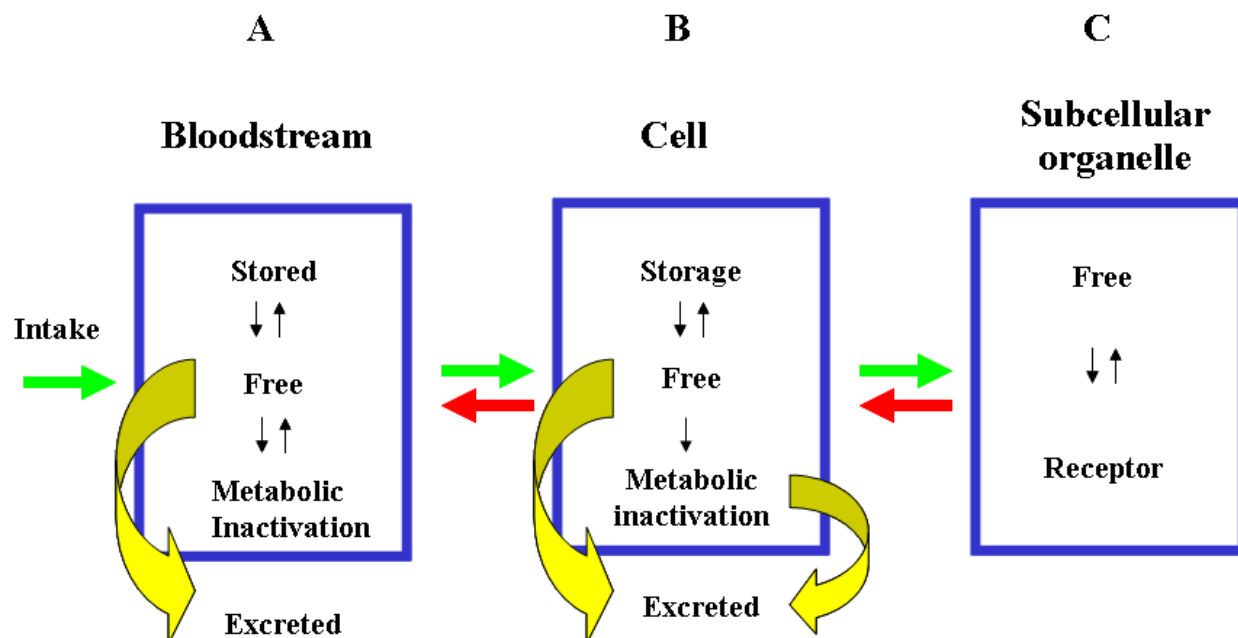 A
B
C
Bloodstream
Cell
Subcellular
organelle
Intake
Stored
Free
Metabolic
Inactivation
Excreted
Storage
Free
Metabolic
inactivation
Excreted
Free
Receptor